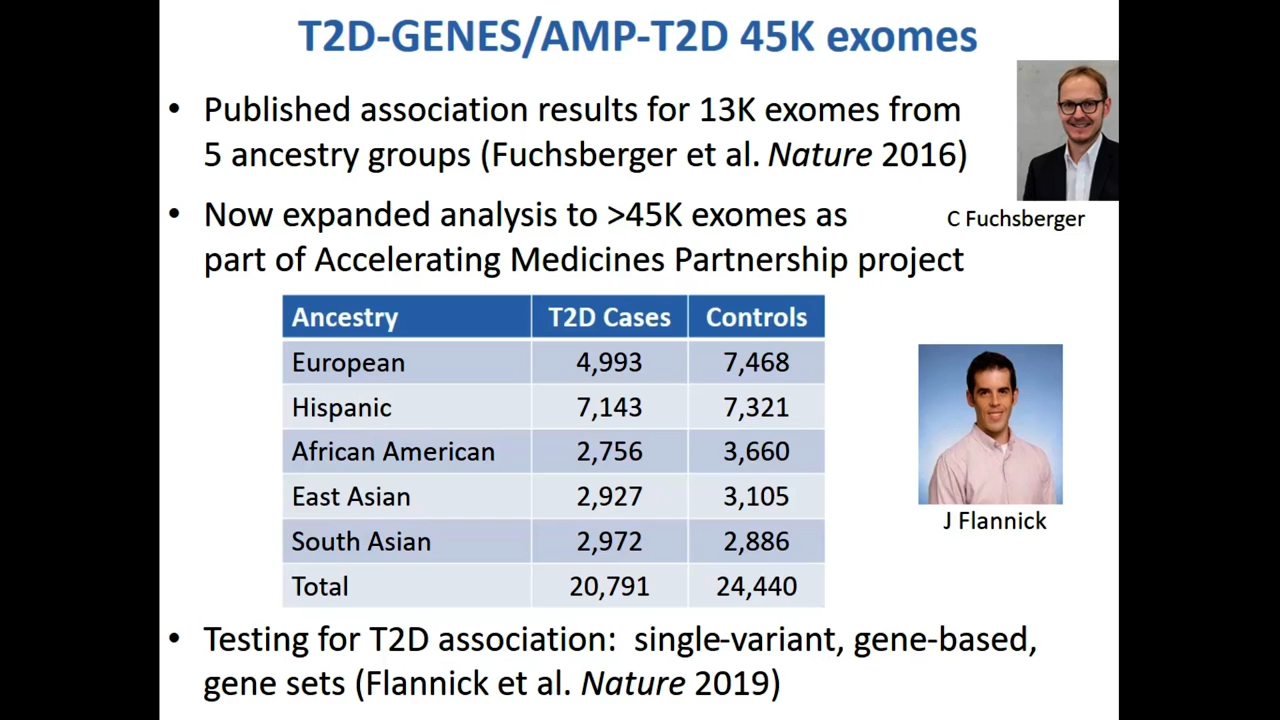 T2D-GENES/AMP-T2D 45K exomes
• Published association results for 13K exomes from
5 ancestry groups (Fuchsberger et al. Nature 2016)
C Fuchsberger
• Now expanded analysis to >45K exomes as
part of Accelerating Medicines Partnership project
Ancestry T2D Cases Controls
European 4,993 7,468
Hispanic 7,143 7,321
African American 2,756 3,660
East Asian 2,927 3,105
South Asian 2,972 2,886
Total 20,791 24,440
J Flannick
• Testing for T2D association: single-variant, gene-based,
gene sets (Flannick et al. Nature 2019)